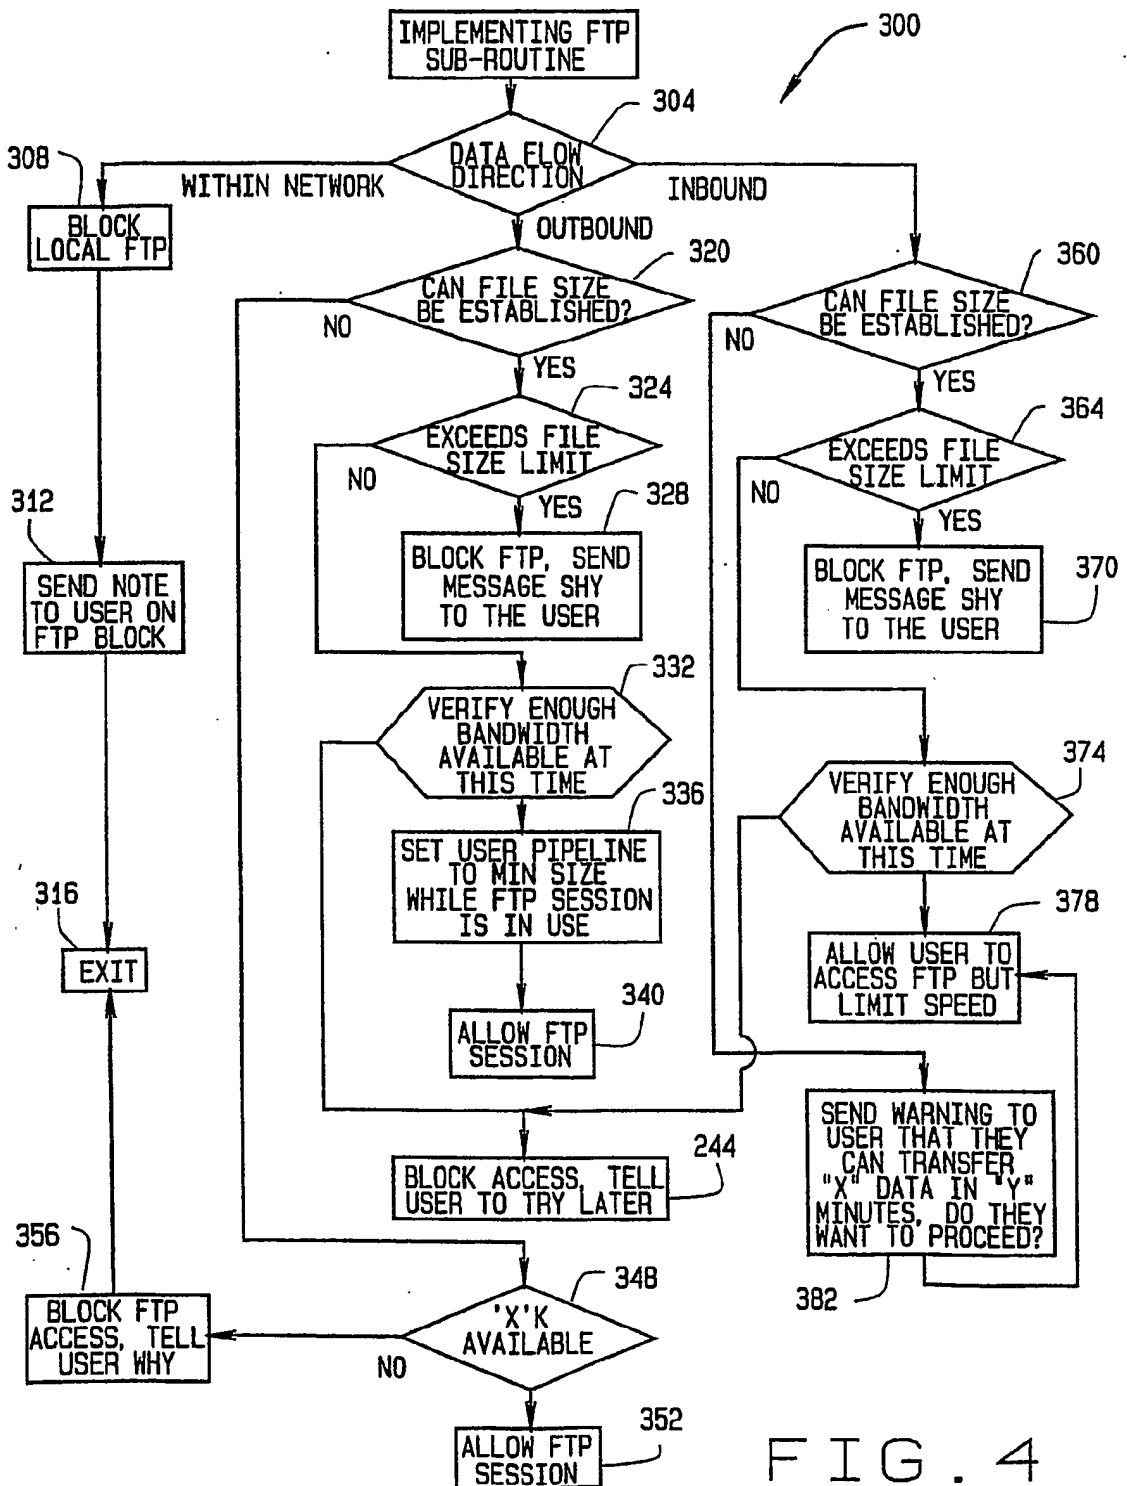 IMPLEMENTING FTP
SUB-ROUTINE
300
304
DATA FLOW
DIRECTION
WITHIN NETWORK
INBOUND
OUTBOUND
308
BLOCK
LOCAL FTP
320
CAN FILE SIZE
BE ESTABLISHED?
NO
YES
360
CAN FILE SIZE
BE ESTABLISHED?
NO
YES
324
EXCEEDS FILE
SIZE LIMIT
NO
YES
364
EXCEEDS FILE
SIZE LIMIT
NO
YES
312
SEND NOTE
TO USER ON
FTP BLOCK
328
BLOCK FTP, SEND
MESSAGE SHY
TO THE USER
370
BLOCK FTP, SEND
MESSAGE SHY
TO THE USER
332
VERIFY ENOUGH
BANDWIDTH
AVAILABLE AT
THIS TIME
374
VERIFY ENOUGH
BANDWIDTH
AVAILABLE AT
THIS TIME
336
SET USER PIPELINE
TO MIN SIZE
WHILE FTP SESSION
IS IN USE
316
EXIT
378
ALLOW USER TO
ACCESS FTP BUT
LIMIT SPEED
340
ALLOW FTP
SESSION
244
BLOCK ACCESS, TELL
USER TO TRY LATER
SEND WARNING TO
USER THAT THEY
CAN TRANSFER
"X" DATA IN "Y"
MINUTES, DO THEY
WANT TO PROCEED?
382
356
BLOCK FTP
ACCESS, TELL
USER WHY
348
'X'K
AVAILABLE
NO
352
ALLOW FTP
SESSION
FIG. 4